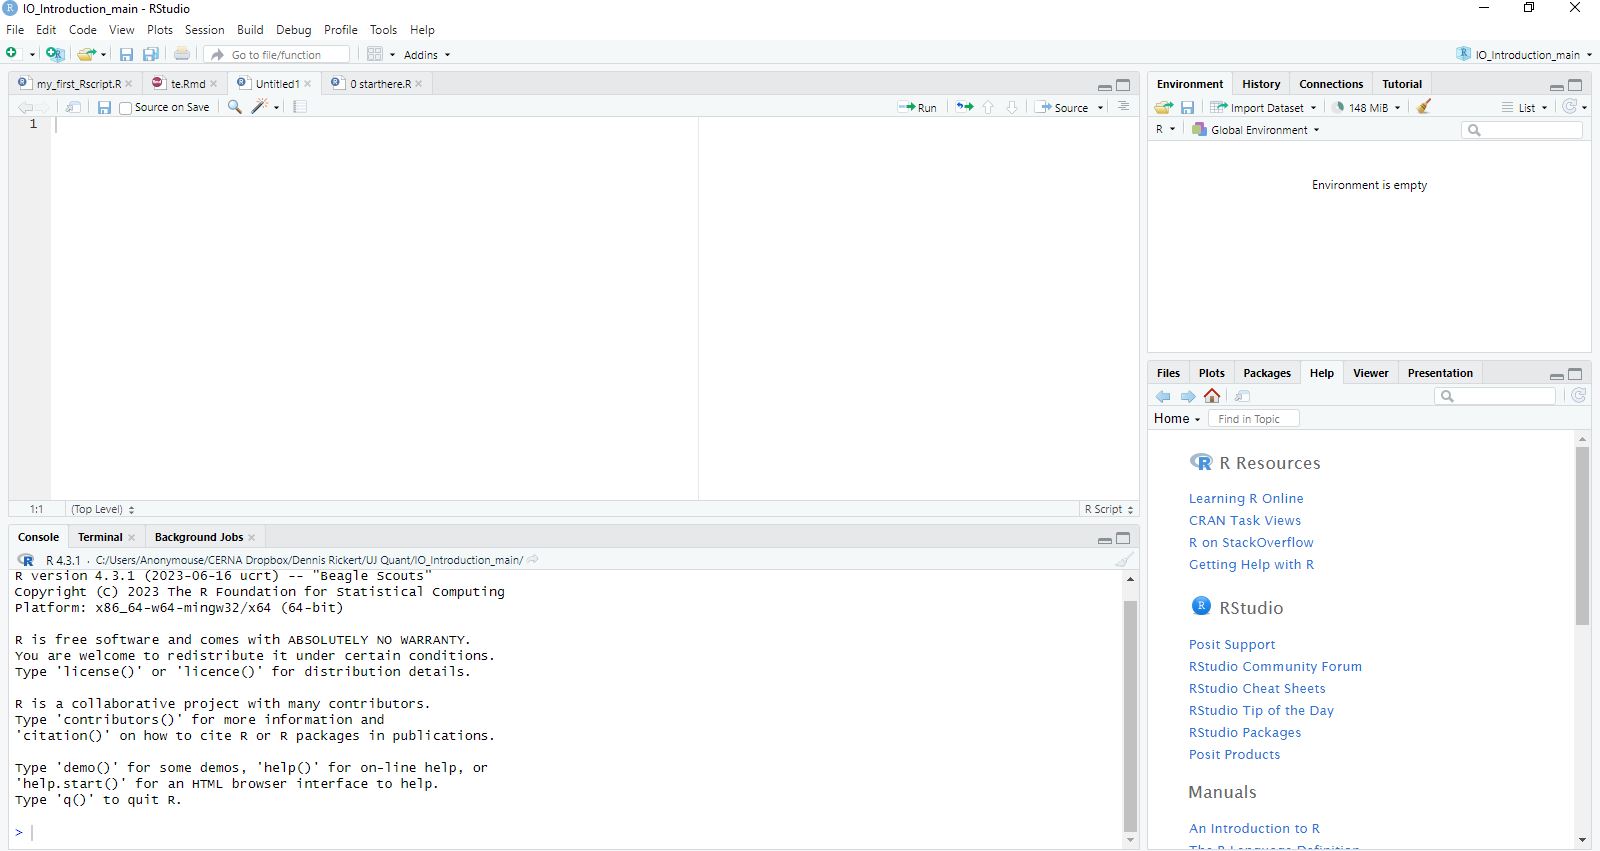 IO_Introduction_main - RStudio
File Edit Code View Plots Session Build Debug Profile Tools Help
Go to file/function Addins IO_Introduction_main
my_first_Rscript.R te.Rmd Untitled1 0 starthere.R
Source on Save Run Source
1
1:1 (Top Level) R Script
Console Terminal Background Jobs
R 4.3.1 · C:/Users/Anonymouse/CERNA Dropbox/Dennis Rickert/UJ Quant/IO_Introduction_main/
R version 4.3.1 (2023-06-16 ucrt) -- "Beagle Scouts"
Copyright (C) 2023 The R Foundation for Statistical Computing
Platform: x86_64-w64-mingw32/x64 (64-bit)
R is free software and comes with ABSOLUTELY NO WARRANTY.
You are welcome to redistribute it under certain conditions.
Type 'license()' or 'licence()' for distribution details.
R is a collaborative project with many contributors.
Type 'contributors()' for more information and
'citation()' on how to cite R or R packages in publications.
Type 'demo()' for some demos, 'help()' for on-line help, or
'help.start()' for an HTML browser interface to help.
Type 'q()' to quit R.
>
Environment History Connections Tutorial
Import Dataset 148 MiB List
R Global Environment
Environment is empty
Files Plots Packages Help Viewer Presentation
Home Find in Topic
R Resources
Learning R Online
CRAN Task Views
R on StackOverflow
Getting Help with R
RStudio
Posit Support
RStudio Community Forum
RStudio Cheat Sheets
RStudio Tip of the Day
RStudio Packages
Posit Products
Manuals
An Introduction to R
The R Language Definition